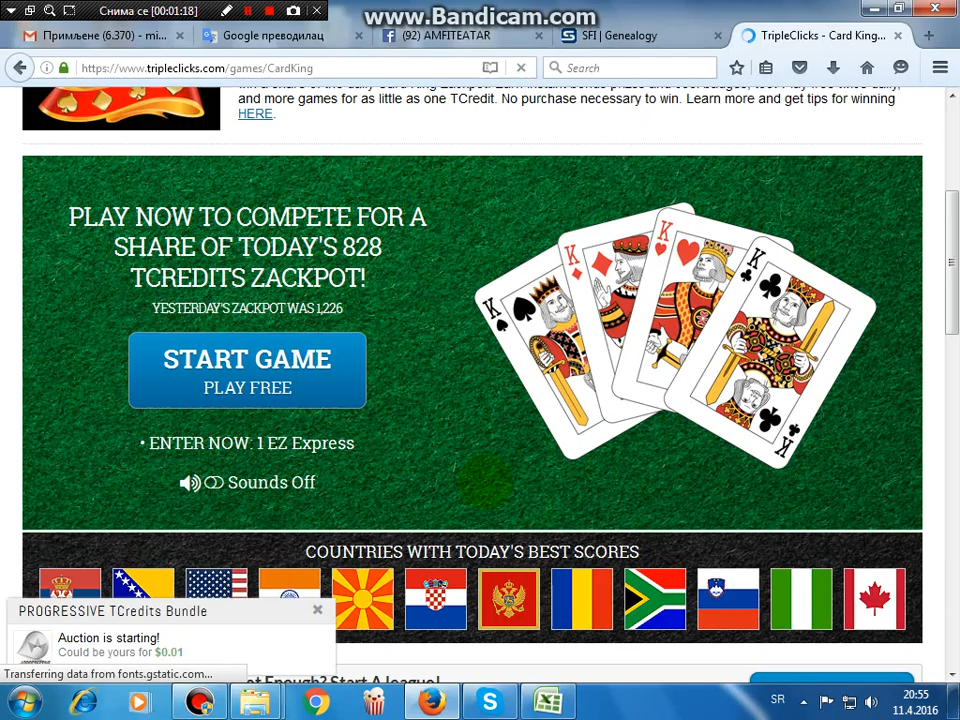 www.Bandicam.com
Снима се [00:01:18]
Примљене (6.370) - mi...
Google преводилац
(92) AMFITEATAR
SFI | Genealogy
TripleClicks - Card King...
https://www.tripleclicks.com/games/CardKing
Search
and more games for as little as one TCredit. No purchase necessary to win. Learn more and get tips for winning
HERE.
PLAY NOW TO COMPETE FOR A
SHARE OF TODAY'S 828
TCREDITS ZACKPOT!
YESTERDAY'S ZACKPOT WAS 1,226
START GAME
PLAY FREE
• ENTER NOW: 1 EZ Express
Sounds Off
K
K
K
K
K
COUNTRIES WITH TODAY'S BEST SCORES
PROGRESSIVE TCredits Bundle
Auction is starting!
Could be yours for $0.01
Transferring data from fonts.gstatic.com...
SR
20:55
11.4.2016